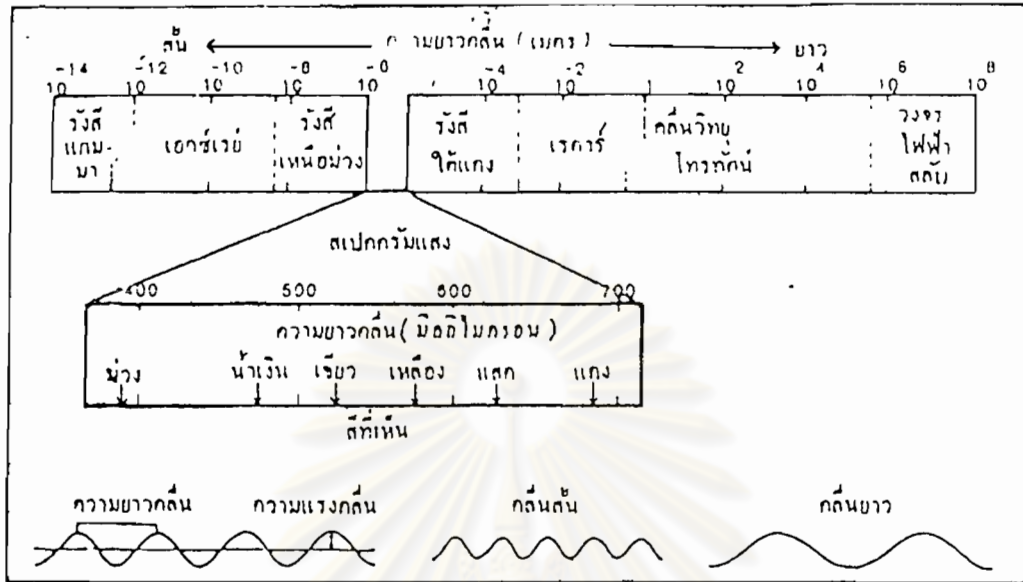 สั้น ความยาวคลื่น (เมตร) ยาว
10-14 10-12 10-10 10-8 10-6 10-4 10-2 1 102 104 106 108
รังสี เอกซ์เรย์ รังสี รังสี เรดาร์ คลื่นวิทยุ วงจร
แกม- เหนือม่วง ใต้แดง โทรทัศน์ ไฟฟ้า
มา สลับ
สเปกกรัมแสง
400 500 600 700
ความยาวคลื่น(มิลลิไมครอน)
ม่วง น้ำเงิน เขียว เหลือง แสด แดง
สีที่เห็น
ความยาวคลื่น ความแรงคลื่น คลื่นสั้น คลื่นยาว